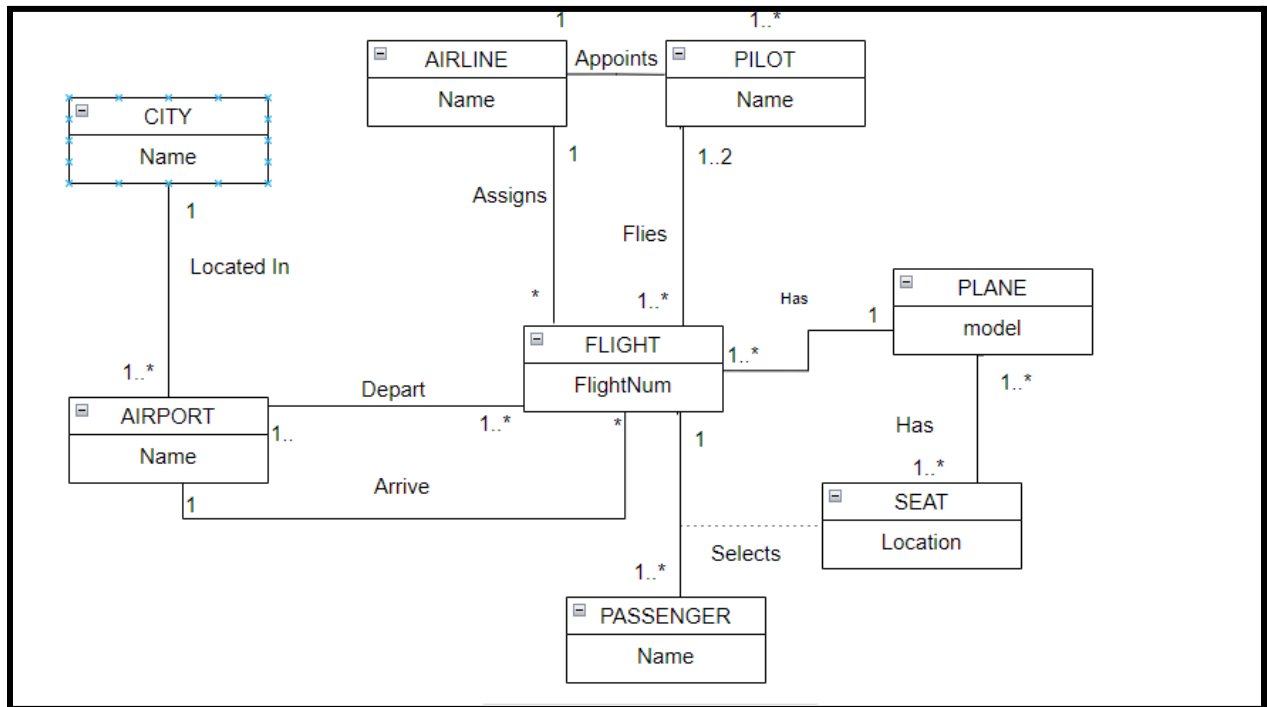 1
1..*
AIRLINE
Appoints
PILOT
Name
Name
CITY
Name
1
1..2
Assigns
1
Flies
Located In
*
1..*
Has
1
PLANE
model
FLIGHT
1..*
FlightNum
1..*
1..*
Depart
AIRPORT
1..
1..*
*
1
Has
Name
1..*
Arrive
1
SEAT
Location
Selects
1..*
PASSENGER
Name